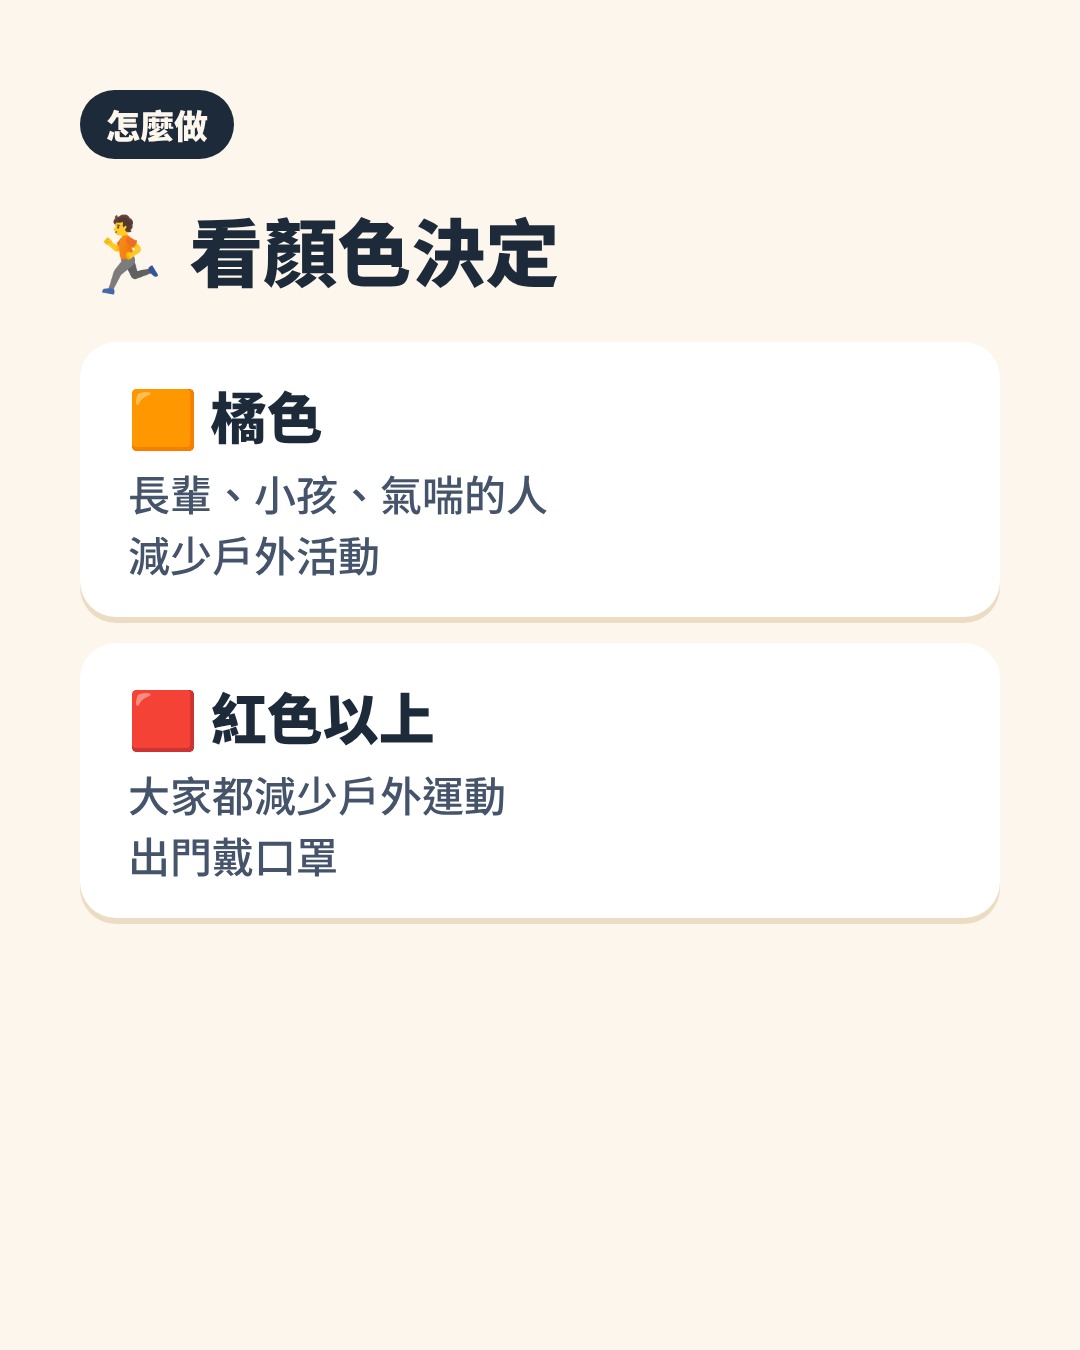 怎麼做
🏃 看顏色決定
🟧 橘色
長輩、小孩、氣喘的人
減少戶外活動
🟥 紅色以上
大家都減少戶外運動
出門戴口罩